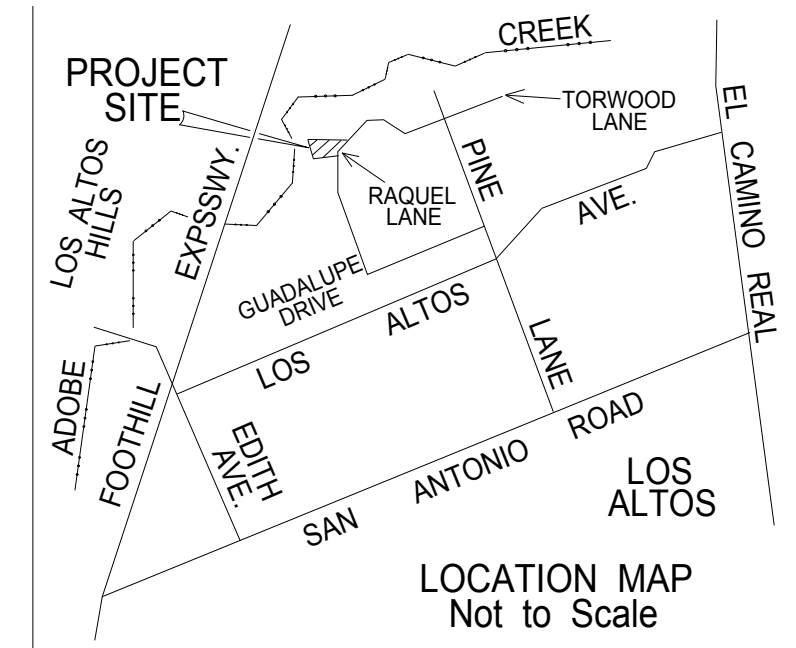 CREEK
PROJECT
SITE
TORWOOD
LANE
EL CAMINO REAL
PINE
LOS ALTOS
HILLS
EXPSSWY.
RAQUEL
LANE
AVE.
GUADALUPE
DRIVE
ALTOS
LOS
LANE
ADOBE
FOOTHILL
EDITH
AVE.
ROAD
ANTONIO
SAN
LOS
ALTOS
LOCATION MAP
Not to Scale